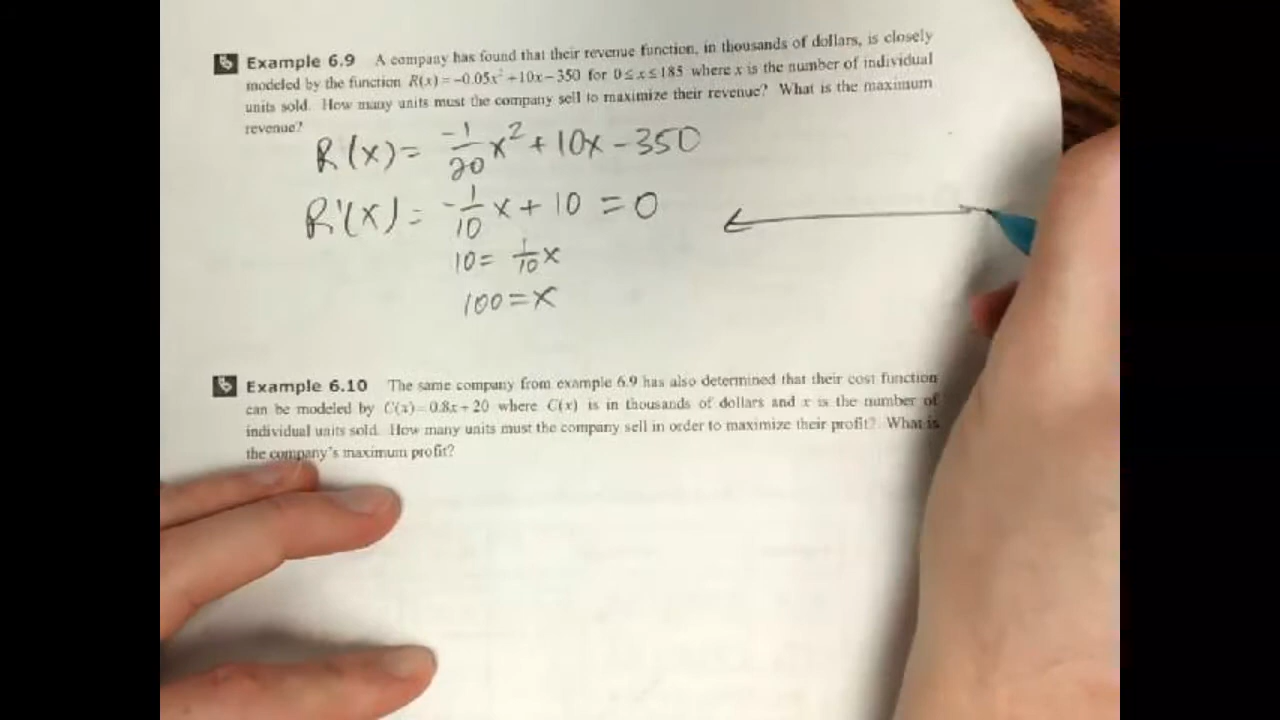 Example 6.9 A company has found that their revenue function, in thousands of dollars, is closely
modeled by the function R(x) = -0.05x² + 10x - 350 for 0 ≤ x ≤ 185 where x is the number of individual
units sold. How many units must the company sell to maximize their revenue? What is the maximum
revenue?
R(x) = -1/20 x² + 10x - 350
R'(x) = -1/10 x + 10 = 0
10 = 1/10 x
100 = x
Example 6.10 The same company from example 6.9 has also determined that their cost function
can be modeled by C(x) = 0.8x + 20 where C(x) is in thousands of dollars and x is the number of
individual units sold. How many units must the company sell in order to maximize their profit? What is
the company's maximum profit?